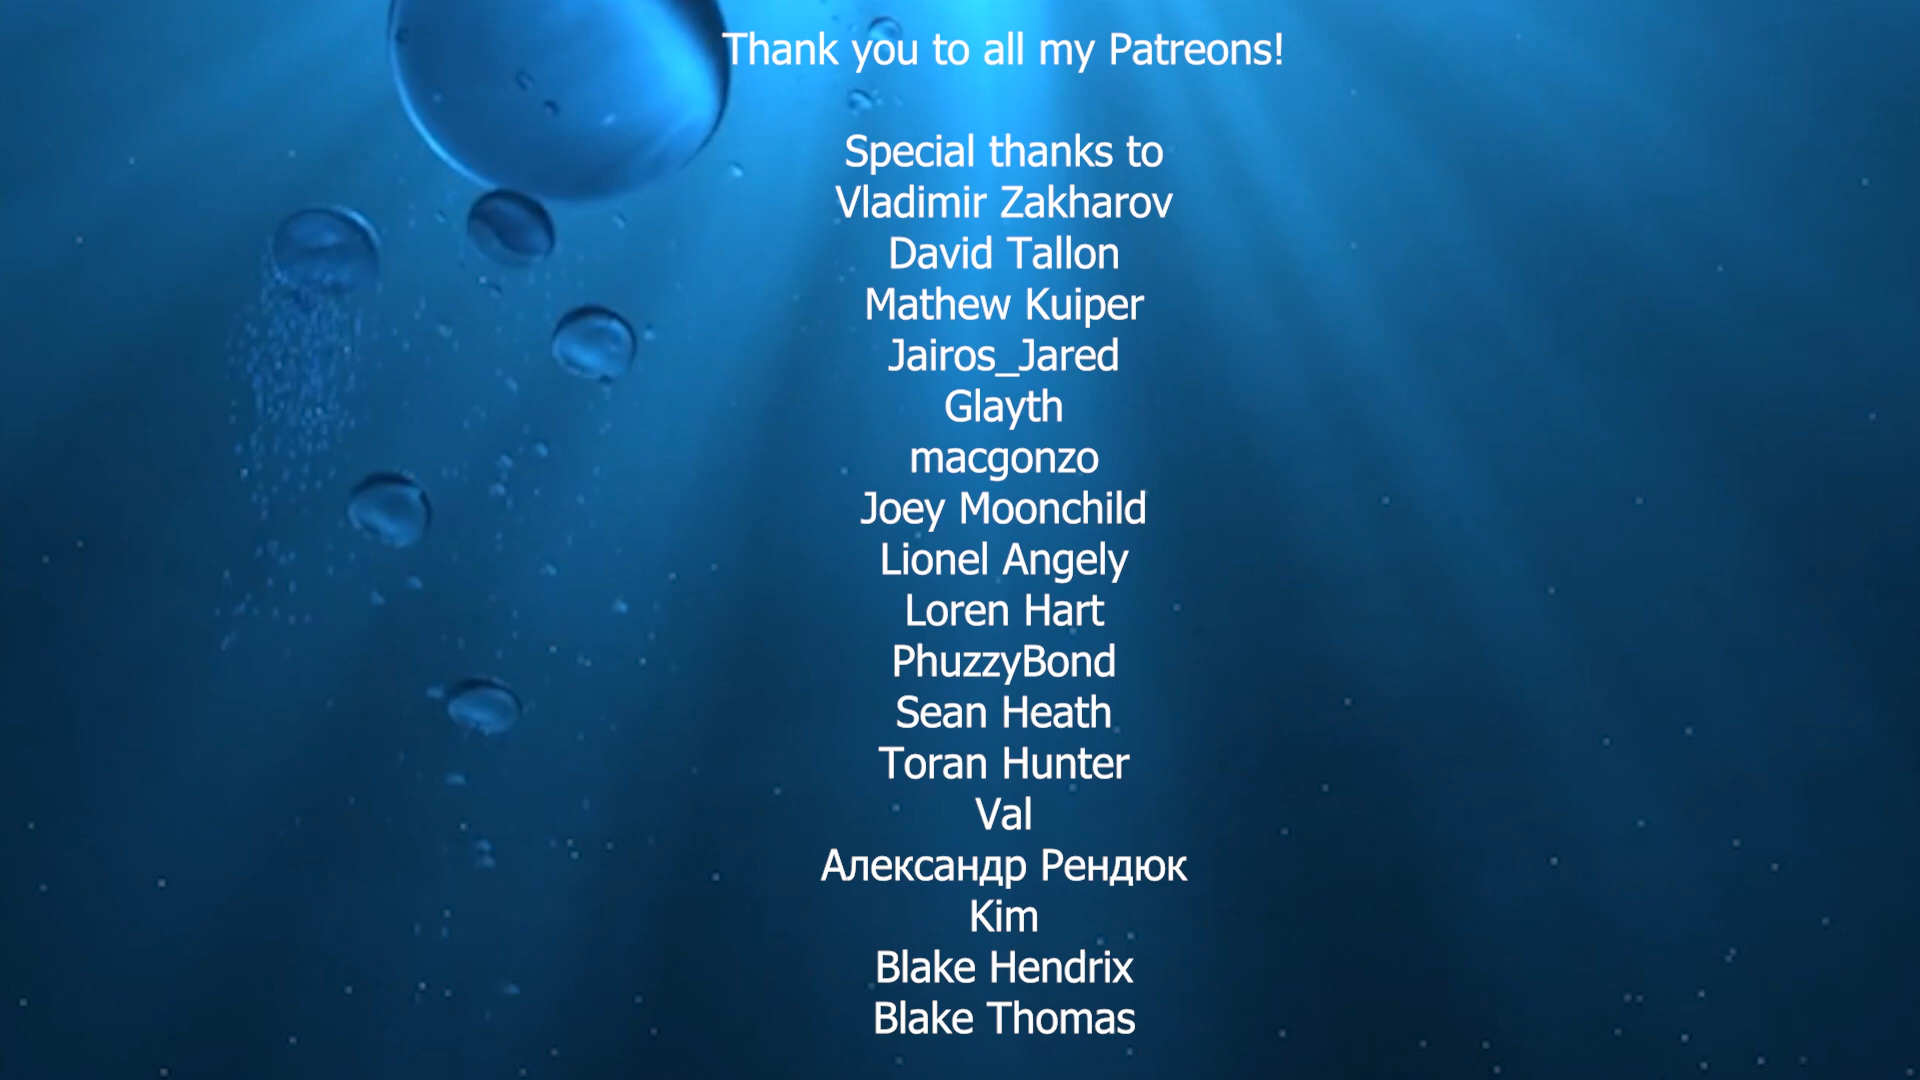 Thank you to all my Patreons!
Special thanks to
Vladimir Zakharov
David Tallon
Mathew Kuiper
Jairos_Jared
Glayth
macgonzo
Joey Moonchild
Lionel Angely
Loren Hart
PhuzzyBond
Sean Heath
Toran Hunter
Val
Александр Рендюк
Kim
Blake Hendrix
Blake Thomas